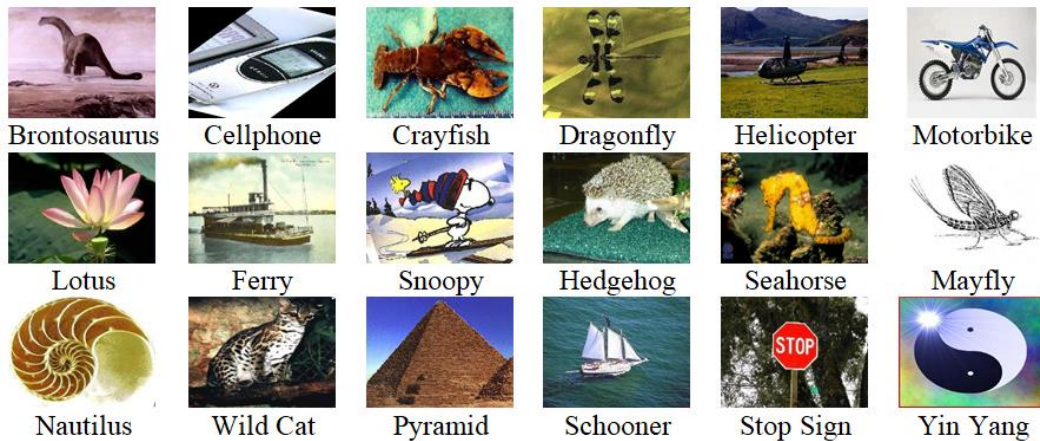 Brontosaurus Cellphone Crayfish Dragonfly Helicopter Motorbike
Lotus Ferry Snoopy Hedgehog Seahorse Mayfly
STOP
Nautilus Wild Cat Pyramid Schooner Stop Sign Yin Yang